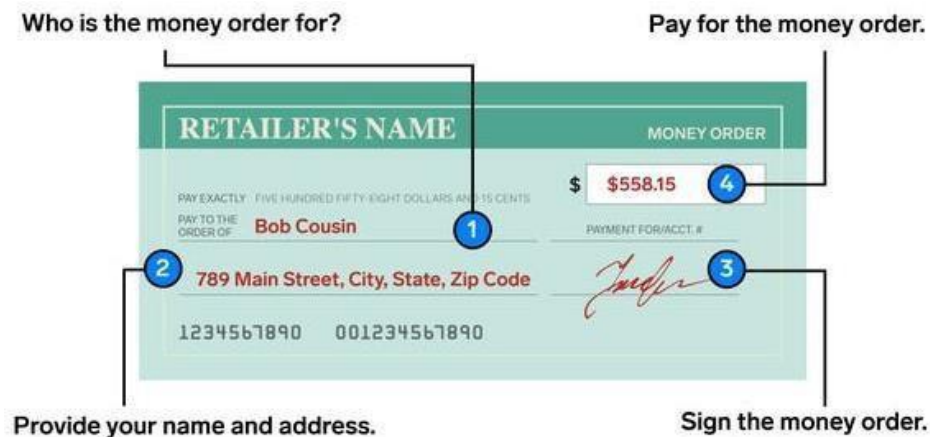 Who is the money order for?
Pay for the money order.
RETAILER'S NAME
MONEY ORDER
$ $558.15 4
PAY EXACTLY FIVE HUNDRED FIFTY-EIGHT DOLLARS AND 15 CENTS
PAY TO THE
ORDER OF Bob Cousin 1
PAYMENT FOR/ACCT. #
2 789 Main Street, City, State, Zip Code
3
1234567890 001234567890
Provide your name and address.
Sign the money order.